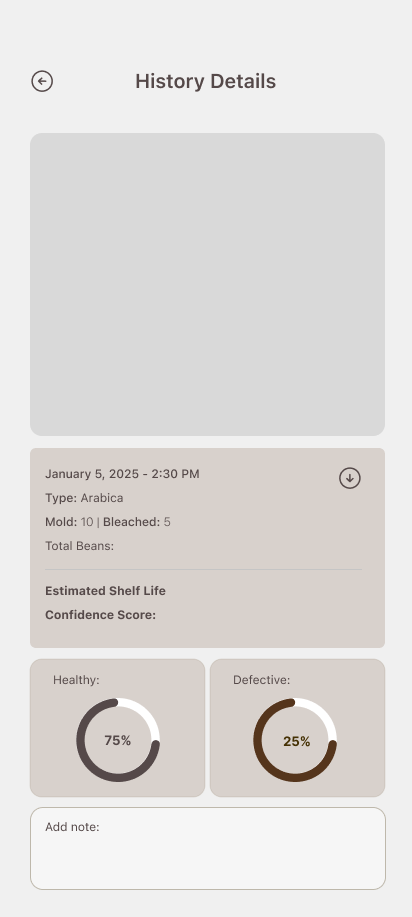 History Details
January 5, 2025 - 2:30 PM
Type: Arabica
Mold: 10 | Bleached: 5
Total Beans:
Estimated Shelf Life
Confidence Score:
Healthy:
75%
Defective:
25%
Add note: